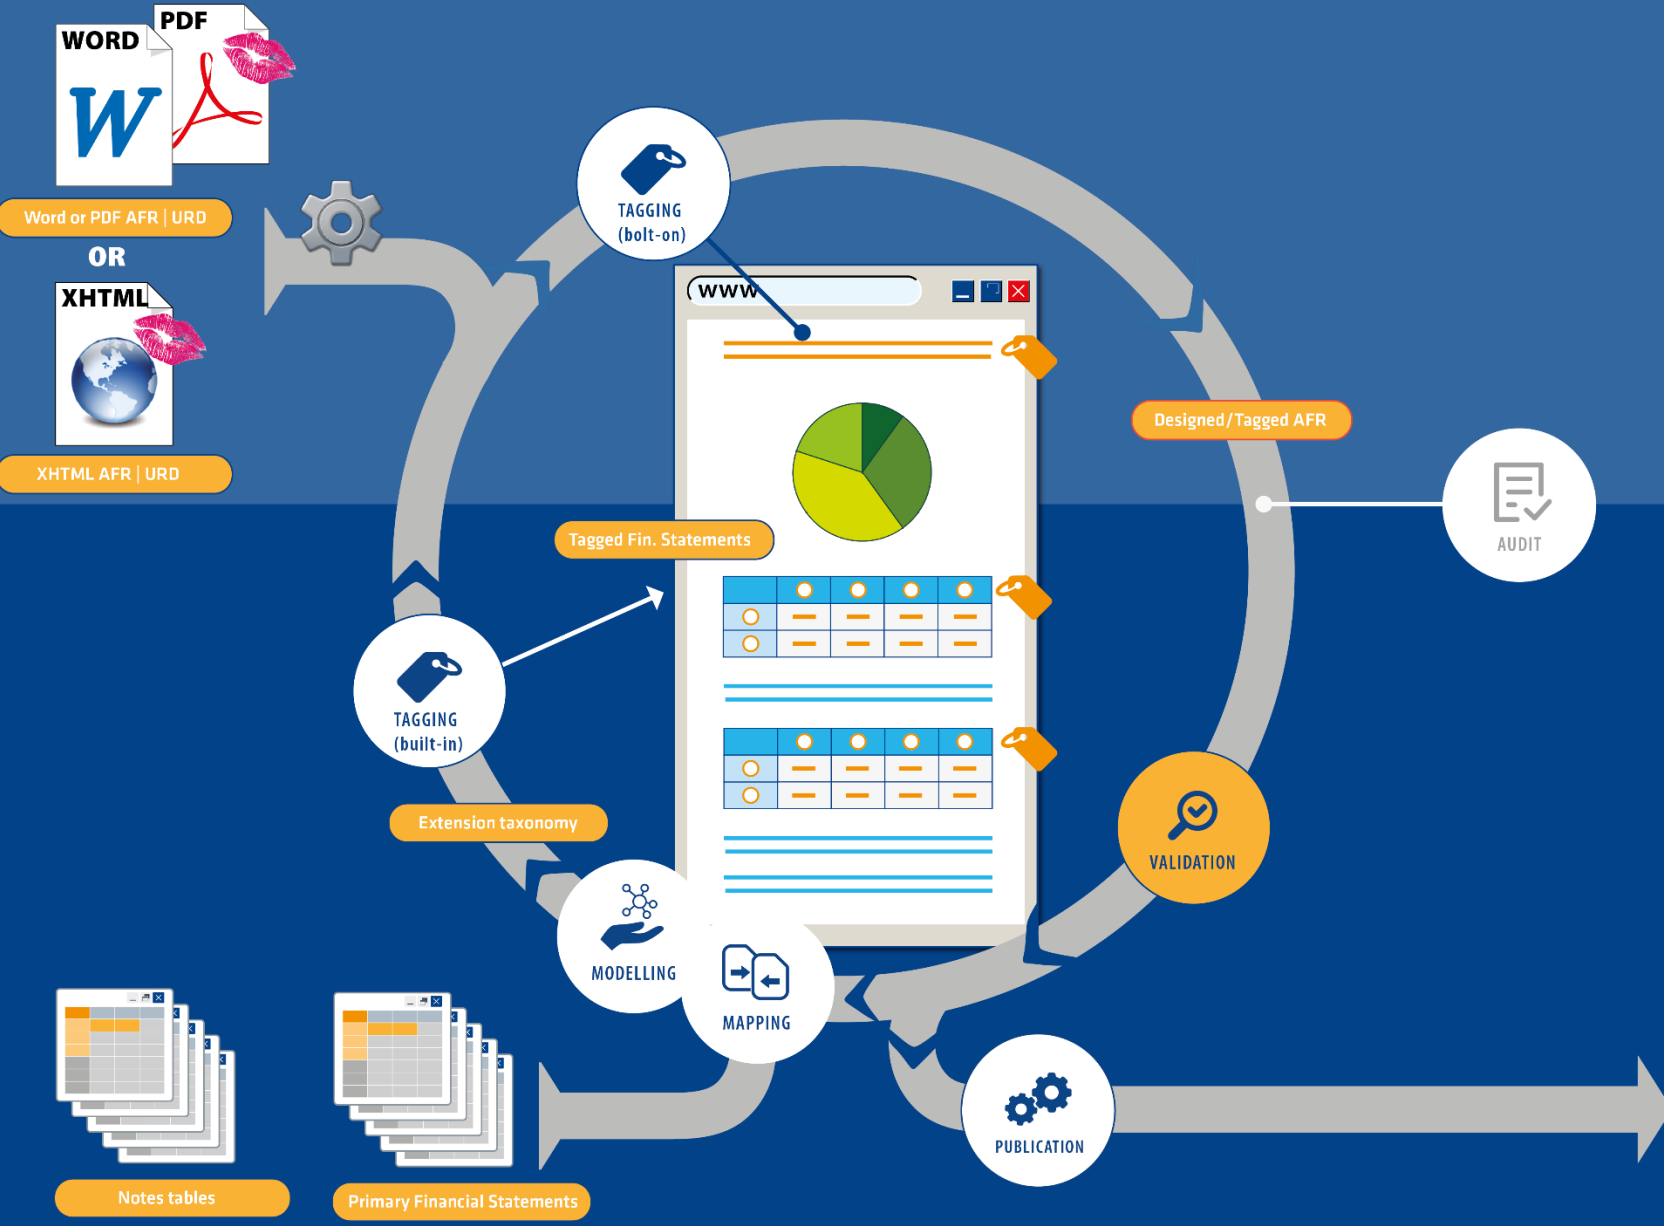 PDF
WORD
W
Word or PDF AFR | URD
OR
XHTML
XHTML AFR | URD
TAGGING
(bolt-on)
www
Designed/Tagged AFR
AUDIT
Tagged Fin. Statements
TAGGING
(built-in)
Extension taxonomy
VALIDATION
MODELLING
MAPPING
PUBLICATION
Notes tables
Primary Financial Statements